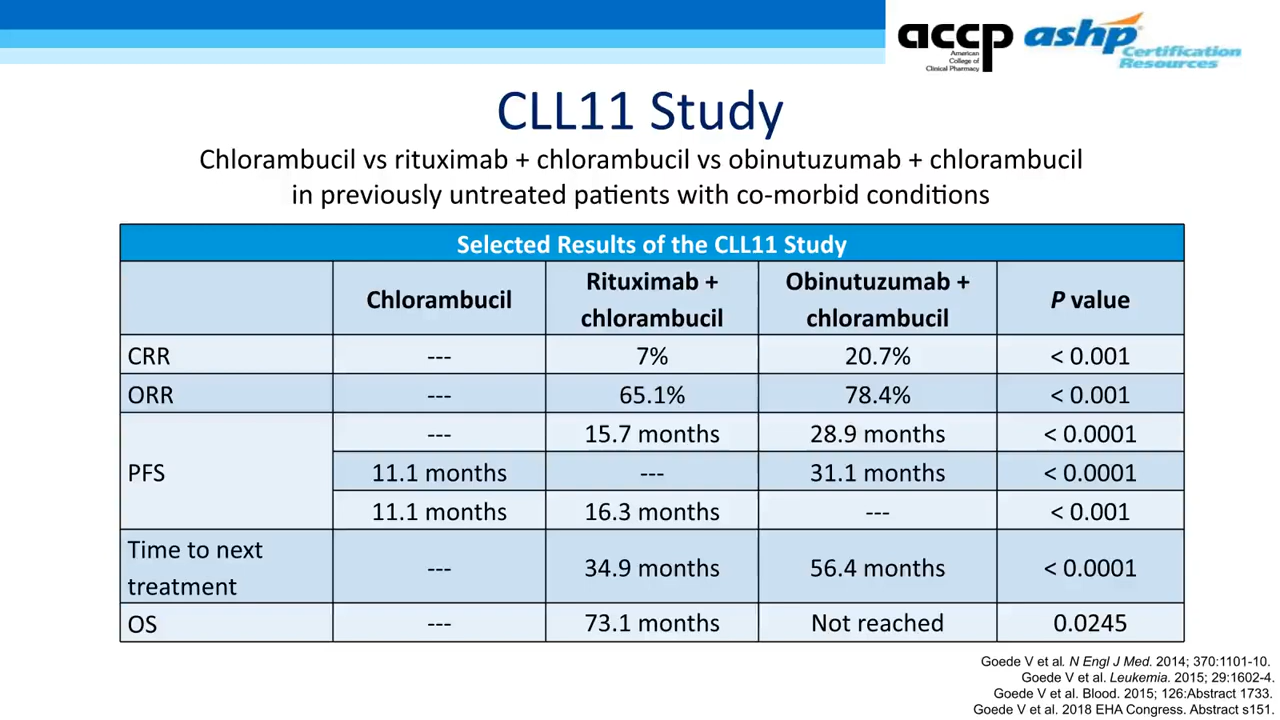 accp
American
College of
Clinical Pharmacy
ashp
Certification
Resources
CLL11 Study
Chlorambucil vs rituximab + chlorambucil vs obinutuzumab + chlorambucil
in previously untreated patients with co-morbid conditions
Selected Results of the CLL11 Study
Chlorambucil Rituximab + chlorambucil Obinutuzumab + chlorambucil P value
CRR --- 7% 20.7% < 0.001
ORR --- 65.1% 78.4% < 0.001
PFS --- 15.7 months 28.9 months < 0.0001
11.1 months --- 31.1 months < 0.0001
11.1 months 16.3 months --- < 0.001
Time to next treatment --- 34.9 months 56.4 months < 0.0001
OS --- 73.1 months Not reached 0.0245
Goede V et al. N Engl J Med. 2014; 370:1101-10.
Goede V et al. Leukemia. 2015; 29:1602-4.
Goede V et al. Blood. 2015; 126:Abstract 1733.
Goede V et al. 2018 EHA Congress. Abstract s151.